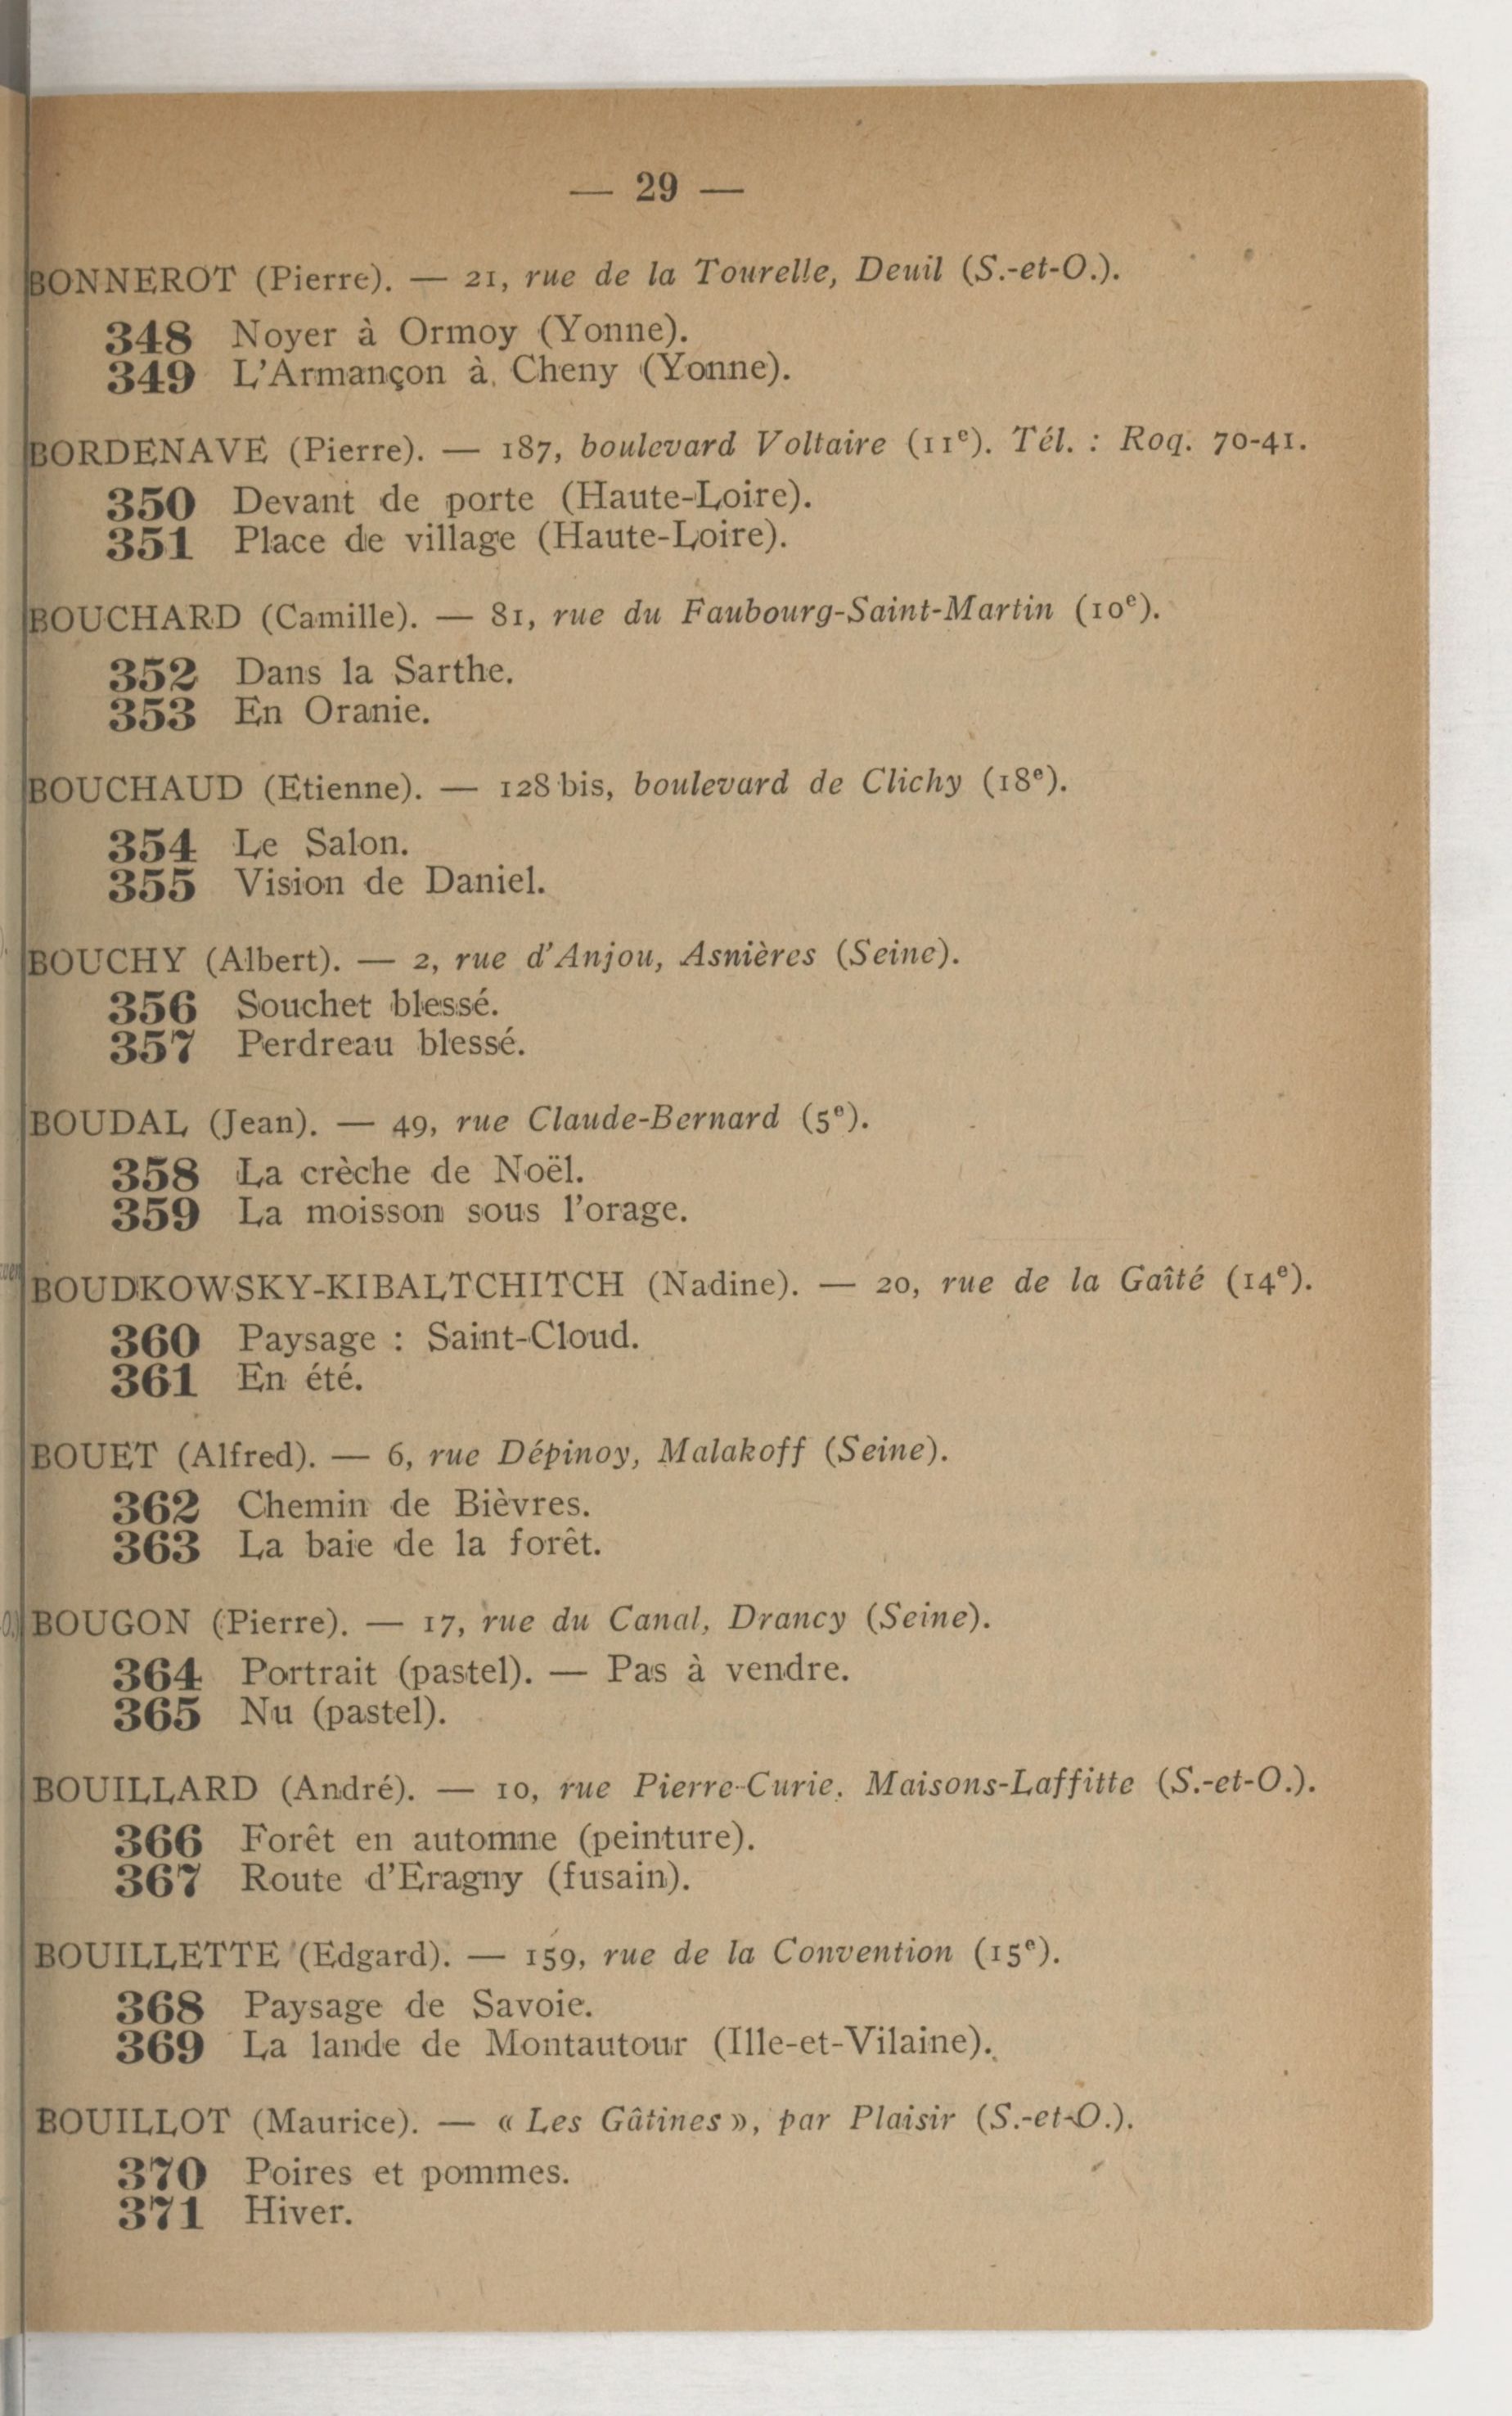 — 29 —
BONNEROT (Pierre). — 21, rue de la Tourelle, Deuil (S.-et-O.).
348 Noyer à Ormoy (Yonne).
349 L'Armançon à Cheny (Yonne).
BORDENAVE (Pierre). — 187, boulevard Voltaire (11e). Tél. : Roq. 70-41.
350 Devant de porte (Haute-Loire).
351 Place de village (Haute-Loire).
BOUCHARD (Camille). — 81, rue du Faubourg-Saint-Martin (10e).
352 Dans la Sarthe.
353 En Oranie.
BOUCHAUD (Etienne). — 128 bis, boulevard de Clichy (18e).
354 Le Salon.
355 Vision de Daniel.
BOUCHY (Albert). — 2, rue d'Anjou, Asnières (Seine).
356 Souchet blessé.
357 Perdreau blessé.
BOUDAL (Jean). — 49, rue Claude-Bernard (5e).
358 La crèche de Noël.
359 La moisson sous l'orage.
BOUDKOWSKY-KIBALTCHITCH (Nadine). — 20, rue de la Gaîté (14e).
360 Paysage : Saint-Cloud.
361 En été.
BOUET (Alfred). — 6, rue Dépinoy, Malakoff (Seine).
362 Chemin de Bièvres.
363 La baie de la forêt.
BOUGON (Pierre). — 17, rue du Canal, Drancy (Seine).
364 Portrait (pastel). — Pas à vendre.
365 Nu (pastel).
BOUILLARD (André). — 10, rue Pierre-Curie, Maisons-Laffitte (S.-et-O.).
366 Forêt en automne (peinture).
367 Route d'Eragny (fusain).
BOUILLETTE (Edgard). — 159, rue de la Convention (15e).
368 Paysage de Savoie.
369 La lande de Montautour (Ille-et-Vilaine).
BOUILLOT (Maurice). — « Les Gâtines », par Plaisir (S.-et-O.).
370 Poires et pommes.
371 Hiver.